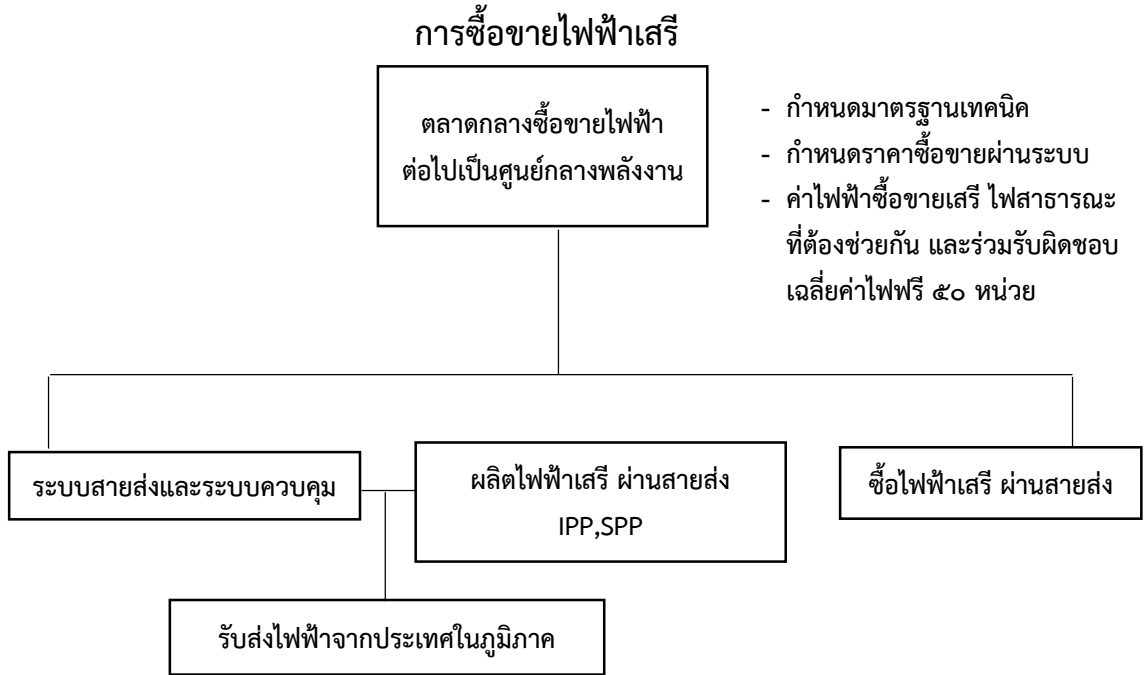 การซื้อขายไฟฟ้าเสรี
ตลาดกลางซื้อขายไฟฟ้า
ต่อไปเป็นศูนย์กลางพลังงาน
- กำหนดมาตรฐานเทคนิค
- กำหนดราคาซื้อขายผ่านระบบ
- ค่าไฟฟ้าซื้อขายเสรี ไฟสาธารณะ
ที่ต้องช่วยกัน และร่วมรับผิดชอบ
เฉลี่ยค่าไฟฟรี ๕๐ หน่วย
ระบบสายส่งและระบบควบคุม
ผลิตไฟฟ้าเสรี ผ่านสายส่ง
IPP,SPP
ซื้อไฟฟ้าเสรี ผ่านสายส่ง
รับส่งไฟฟ้าจากประเทศในภูมิภาค